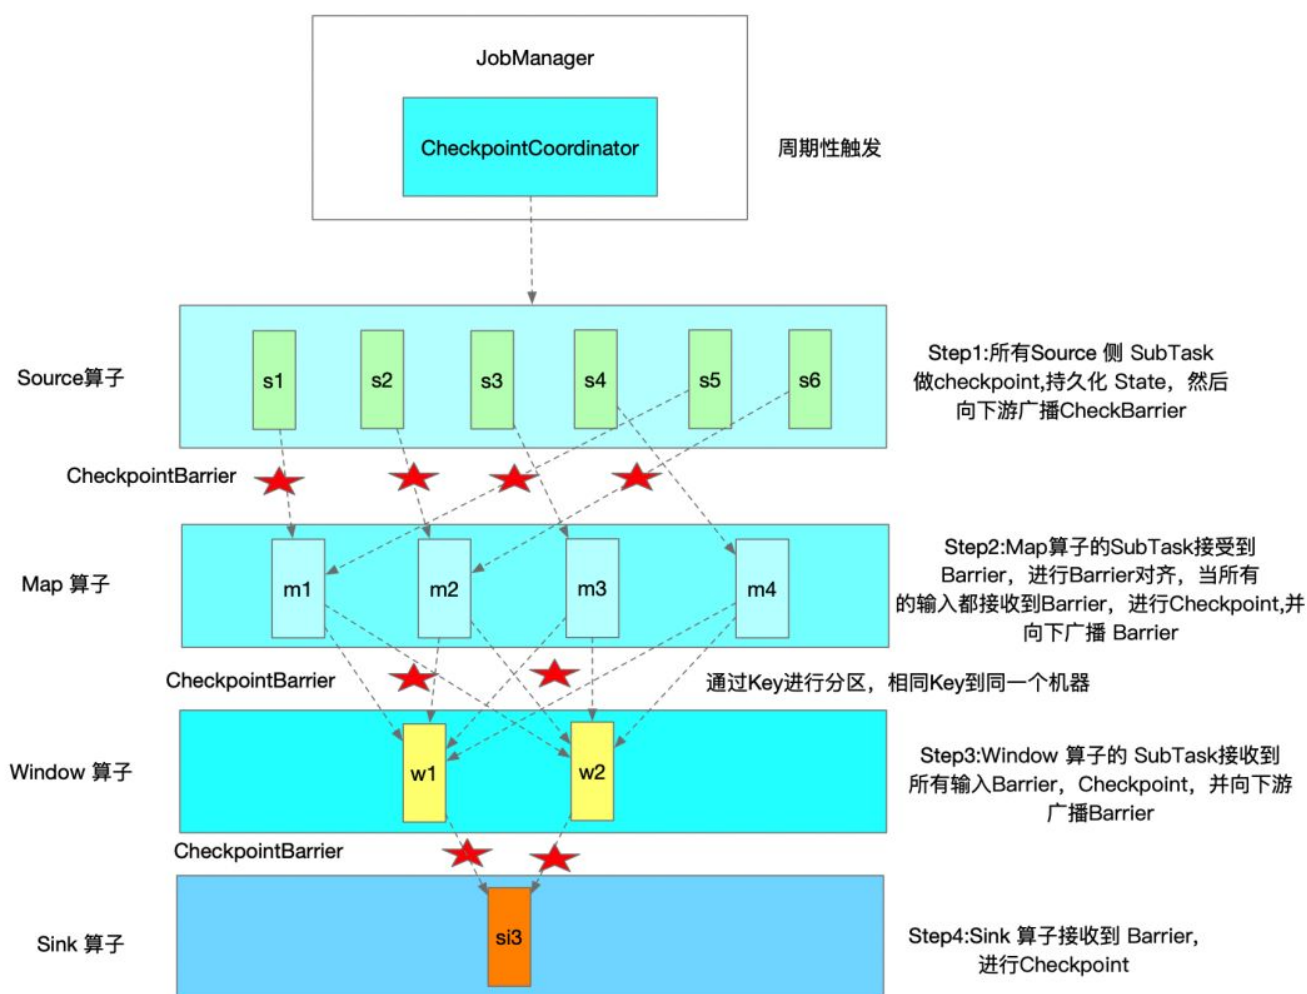 JobManager
CheckpointCoordinator
周期性触发
Source算子
s1
s2
s3
s4
s5
s6
Step1:所有Source 侧 SubTask
做checkpoint,持久化 State，然后
向下游广播CheckBarrier
CheckpointBarrier
Map 算子
m1
m2
m3
m4
Step2:Map算子的SubTask接受到
Barrier，进行Barrier对齐，当所有
的输入都接收到Barrier，进行Checkpoint,并
向下广播 Barrier
CheckpointBarrier
通过Key进行分区，相同Key到同一个机器
Window 算子
w1
w2
Step3:Window 算子的 SubTask接收到
所有输入Barrier，Checkpoint，并向下游
广播Barrier
CheckpointBarrier
Sink 算子
si3
Step4:Sink 算子接收到 Barrier,
进行Checkpoint